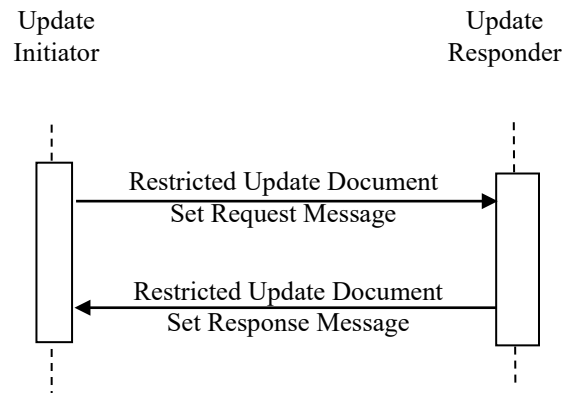 Update
Initiator
Update
Responder
Restricted Update Document
Set Request Message
Restricted Update Document
Set Response Message